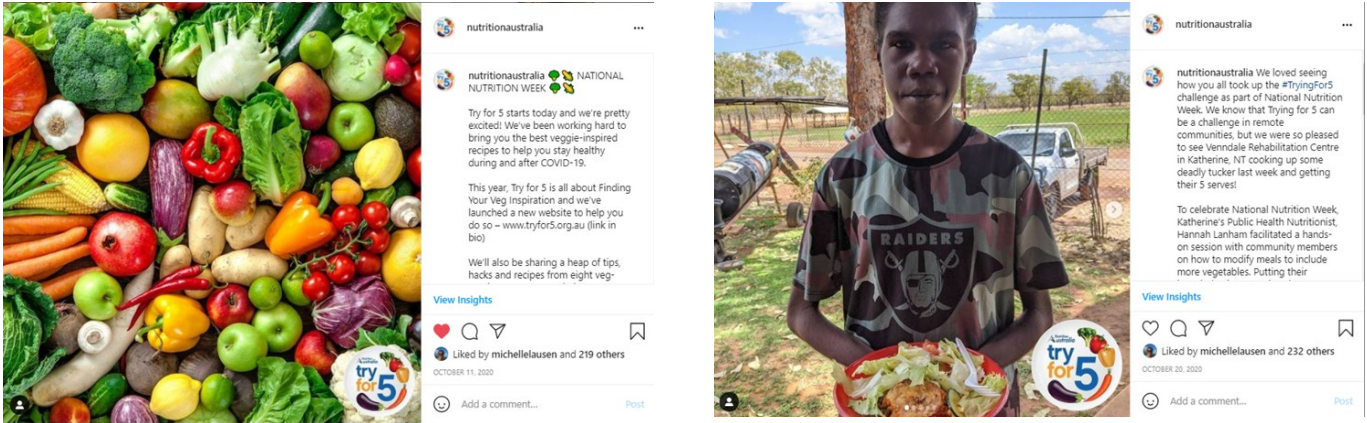 nutritionaustralia
nutritionaustralia 🥦🌽 NATIONAL
NUTRITION WEEK 🥦🌽
Try for 5 starts today and we're pretty
excited! We've been working hard to
bring you the best veggie-inspired
recipes to help you stay healthy
during and after COVID-19.
This year, Try for 5 is all about Finding
Your Veg Inspiration and we've
launched a new website to help you
do so – www.tryfor5.org.au (link in
bio)
We'll also be sharing a heap of tips,
hacks and recipes from eight veg-
View Insights
Liked by michellelausen and 219 others
OCTOBER 11, 2020
Add a comment... Post
Nutrition
Australia
try
for 5
nutritionaustralia
nutritionaustralia We loved seeing
how you all took up the #TryingFor5
challenge as part of National Nutrition
Week. We know that Trying for 5 can
be a challenge in remote
communities, but we were so pleased
to see Venndale Rehabilitation Centre
in Katherine, NT cooking up some
deadly tucker last week and getting
their 5 serves!
To celebrate National Nutrition Week,
Katherine's Public Health Nutritionist,
Hannah Lanham facilitated a hands-
on session with community members
on how to modify meals to include
more vegetables. Putting their
View Insights
Liked by michellelausen and 232 others
OCTOBER 20, 2020
Add a comment... Post
RAIDERS
Nutrition
Australia
try
for 5